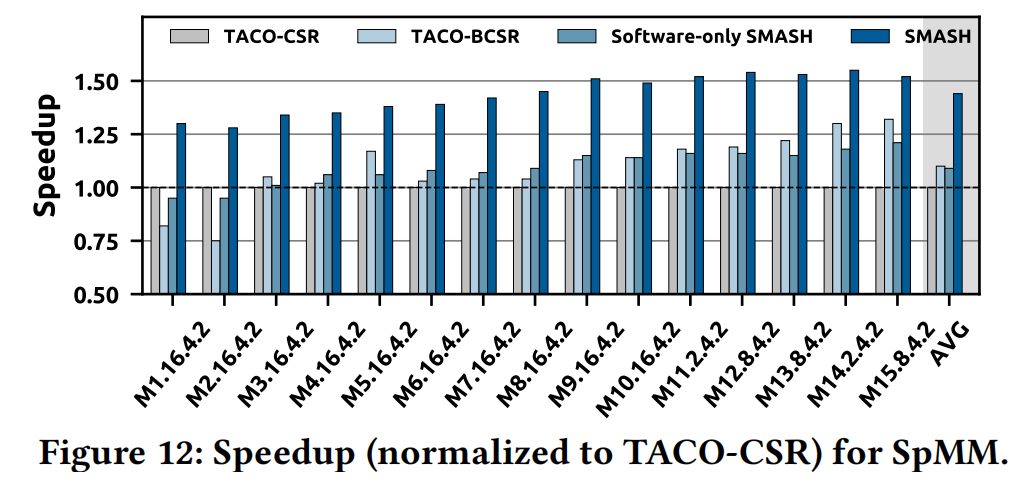 TACO-CSR TACO-BCSR Software-only SMASH SMASH
Speedup
1.50
1.25
1.00
0.75
0.50
M1.16.4.2
M2.16.4.2
M3.16.4.2
M4.16.4.2
M5.16.4.2
M6.16.4.2
M7.16.4.2
M8.16.4.2
M9.16.4.2
M10.16.4.2
M11.2.4.2
M12.8.4.2
M13.8.4.2
M14.2.4.2
M15.8.4.2
AVG
Figure 12: Speedup (normalized to TACO-CSR) for SpMM.